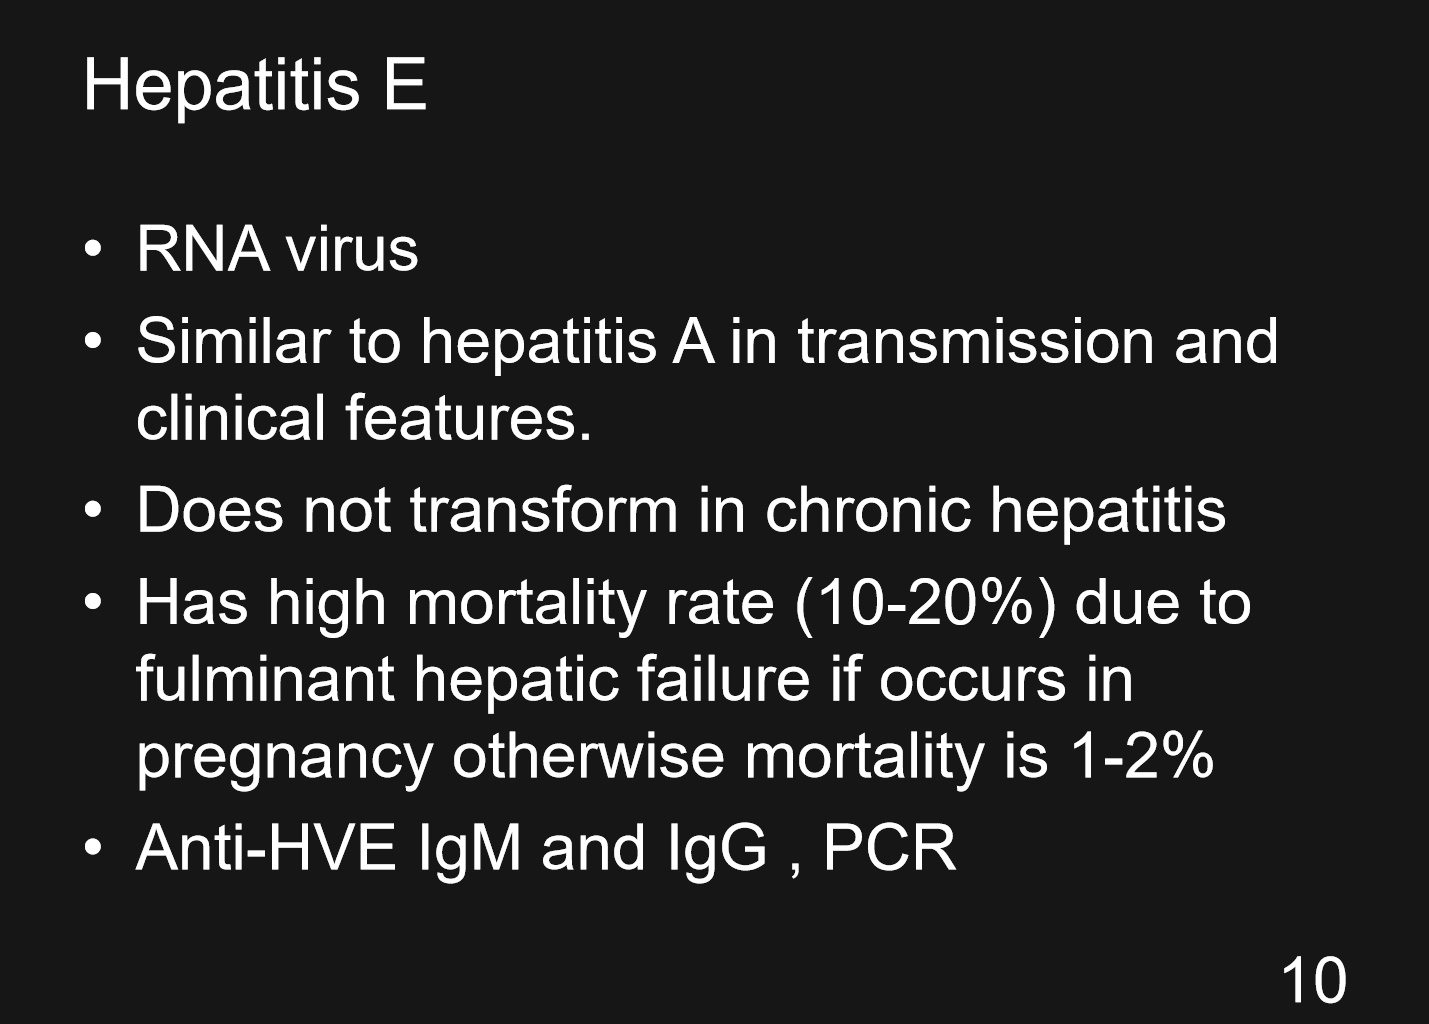 Hepatitis E
• RNA virus
• Similar to hepatitis A in transmission and
clinical features.
• Does not transform in chronic hepatitis
• Has high mortality rate (10-20%) due to
fulminant hepatic failure if occurs in
pregnancy otherwise mortality is 1-2%
• Anti-HVE IgM and IgG , PCR
10